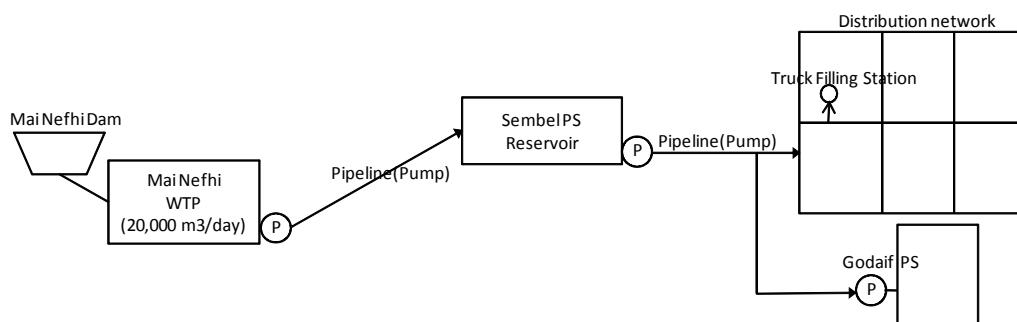 Distribution network
Truck Filling Station
Mai Nefhi Dam
Sembel PS
Reservoir
P
Pipeline(Pump)
Pipeline(Pump)
Mai Nefhi
WTP
(20,000 m3/day)
P
Godaif PS
P